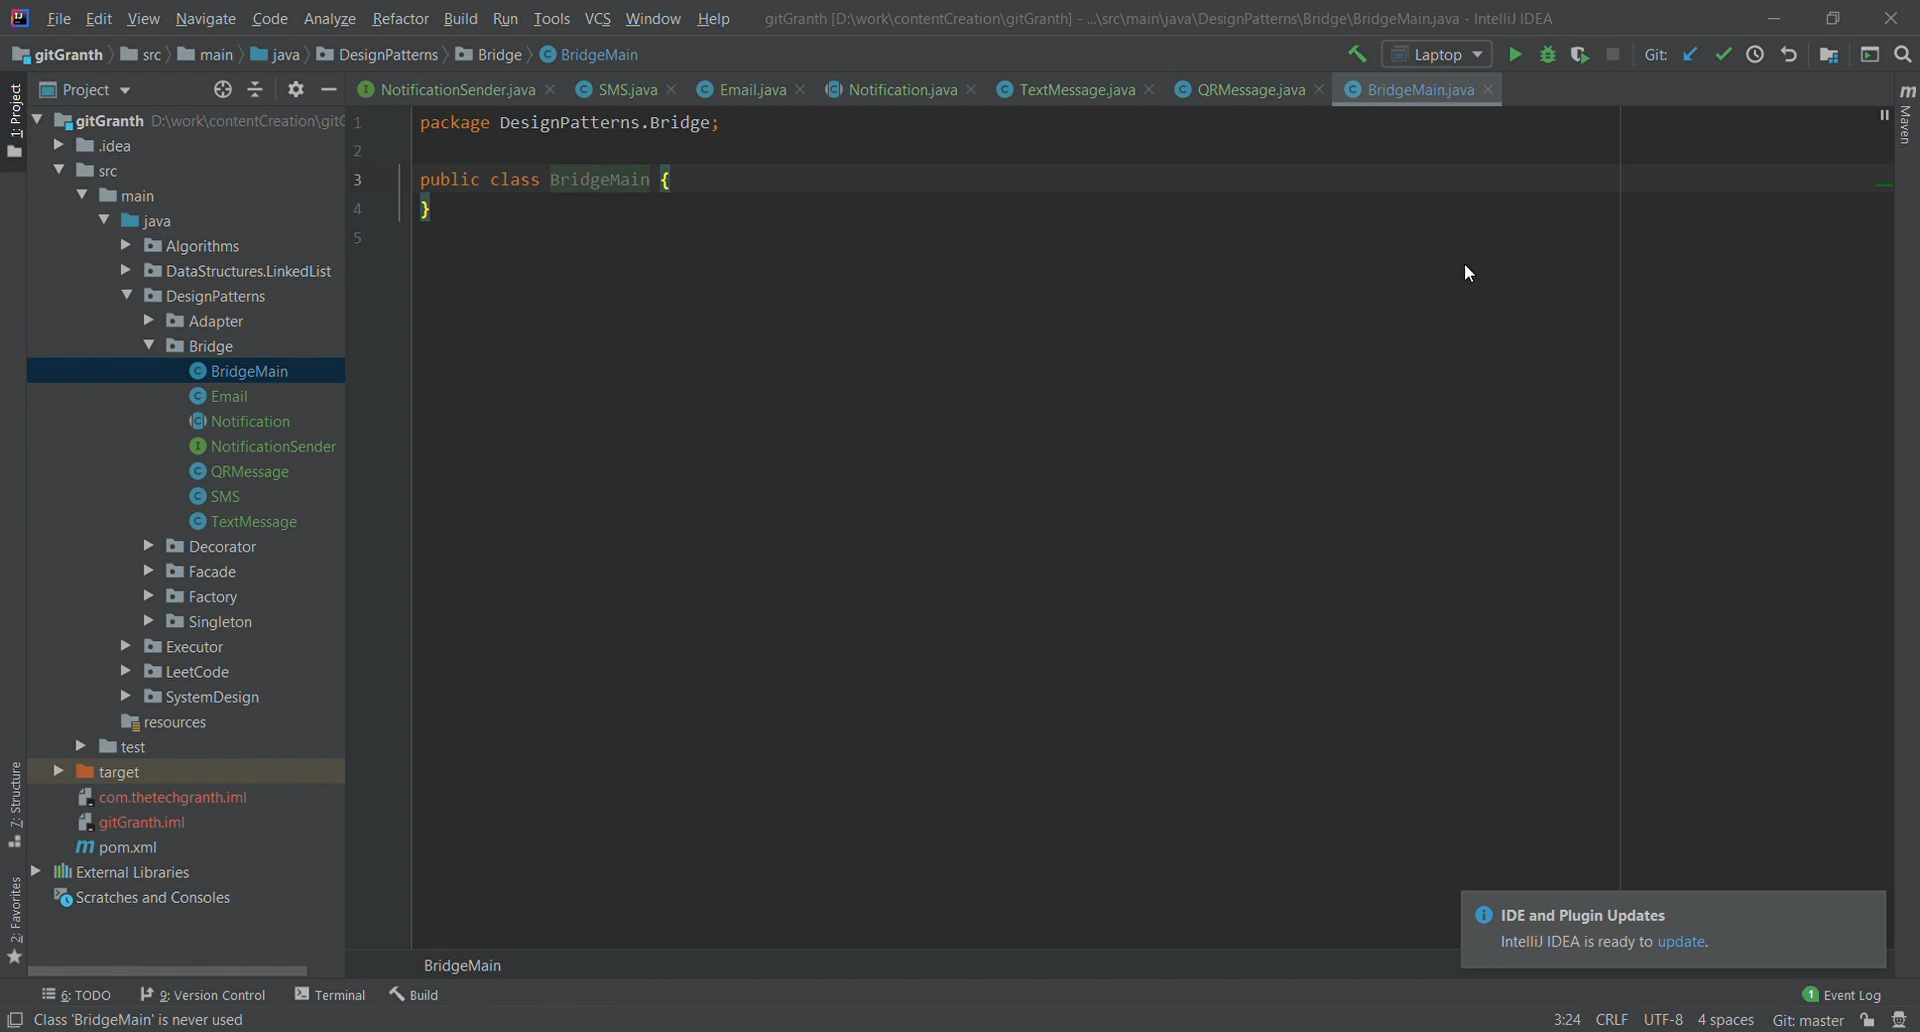 File Edit View Navigate Code Analyze Refactor Build Run Tools VCS Window Help gitGranth [D:\work\contentCreation\gitGranth] - ...\src\main\java\DesignPatterns\Bridge\BridgeMain.java - IntelliJ IDEA
gitGranth src main java DesignPatterns Bridge BridgeMain Laptop Git:
Project NotificationSender.java SMS.java Email.java Notification.java TextMessage.java QRMessage.java BridgeMain.java
1: Project
m Maven
gitGranth D:\work\contentCreation\gitG
.idea
src
main
java
Algorithms
DataStructures.LinkedList
DesignPatterns
Adapter
Bridge
BridgeMain
Email
Notification
NotificationSender
QRMessage
SMS
TextMessage
Decorator
Facade
Factory
Singleton
Executor
LeetCode
SystemDesign
resources
test
target
com.thetechgranth.iml
gitGranth.iml
m pom.xml
External Libraries
Scratches and Consoles
7: Structure
2: Favorites
1 package DesignPatterns.Bridge;
2
3 public class BridgeMain {
4 }
5
IDE and Plugin Updates
IntelliJ IDEA is ready to update.
BridgeMain
6: TODO 9: Version Control Terminal Build 1 Event Log
Class 'BridgeMain' is never used 3:24 CRLF UTF-8 4 spaces Git: master